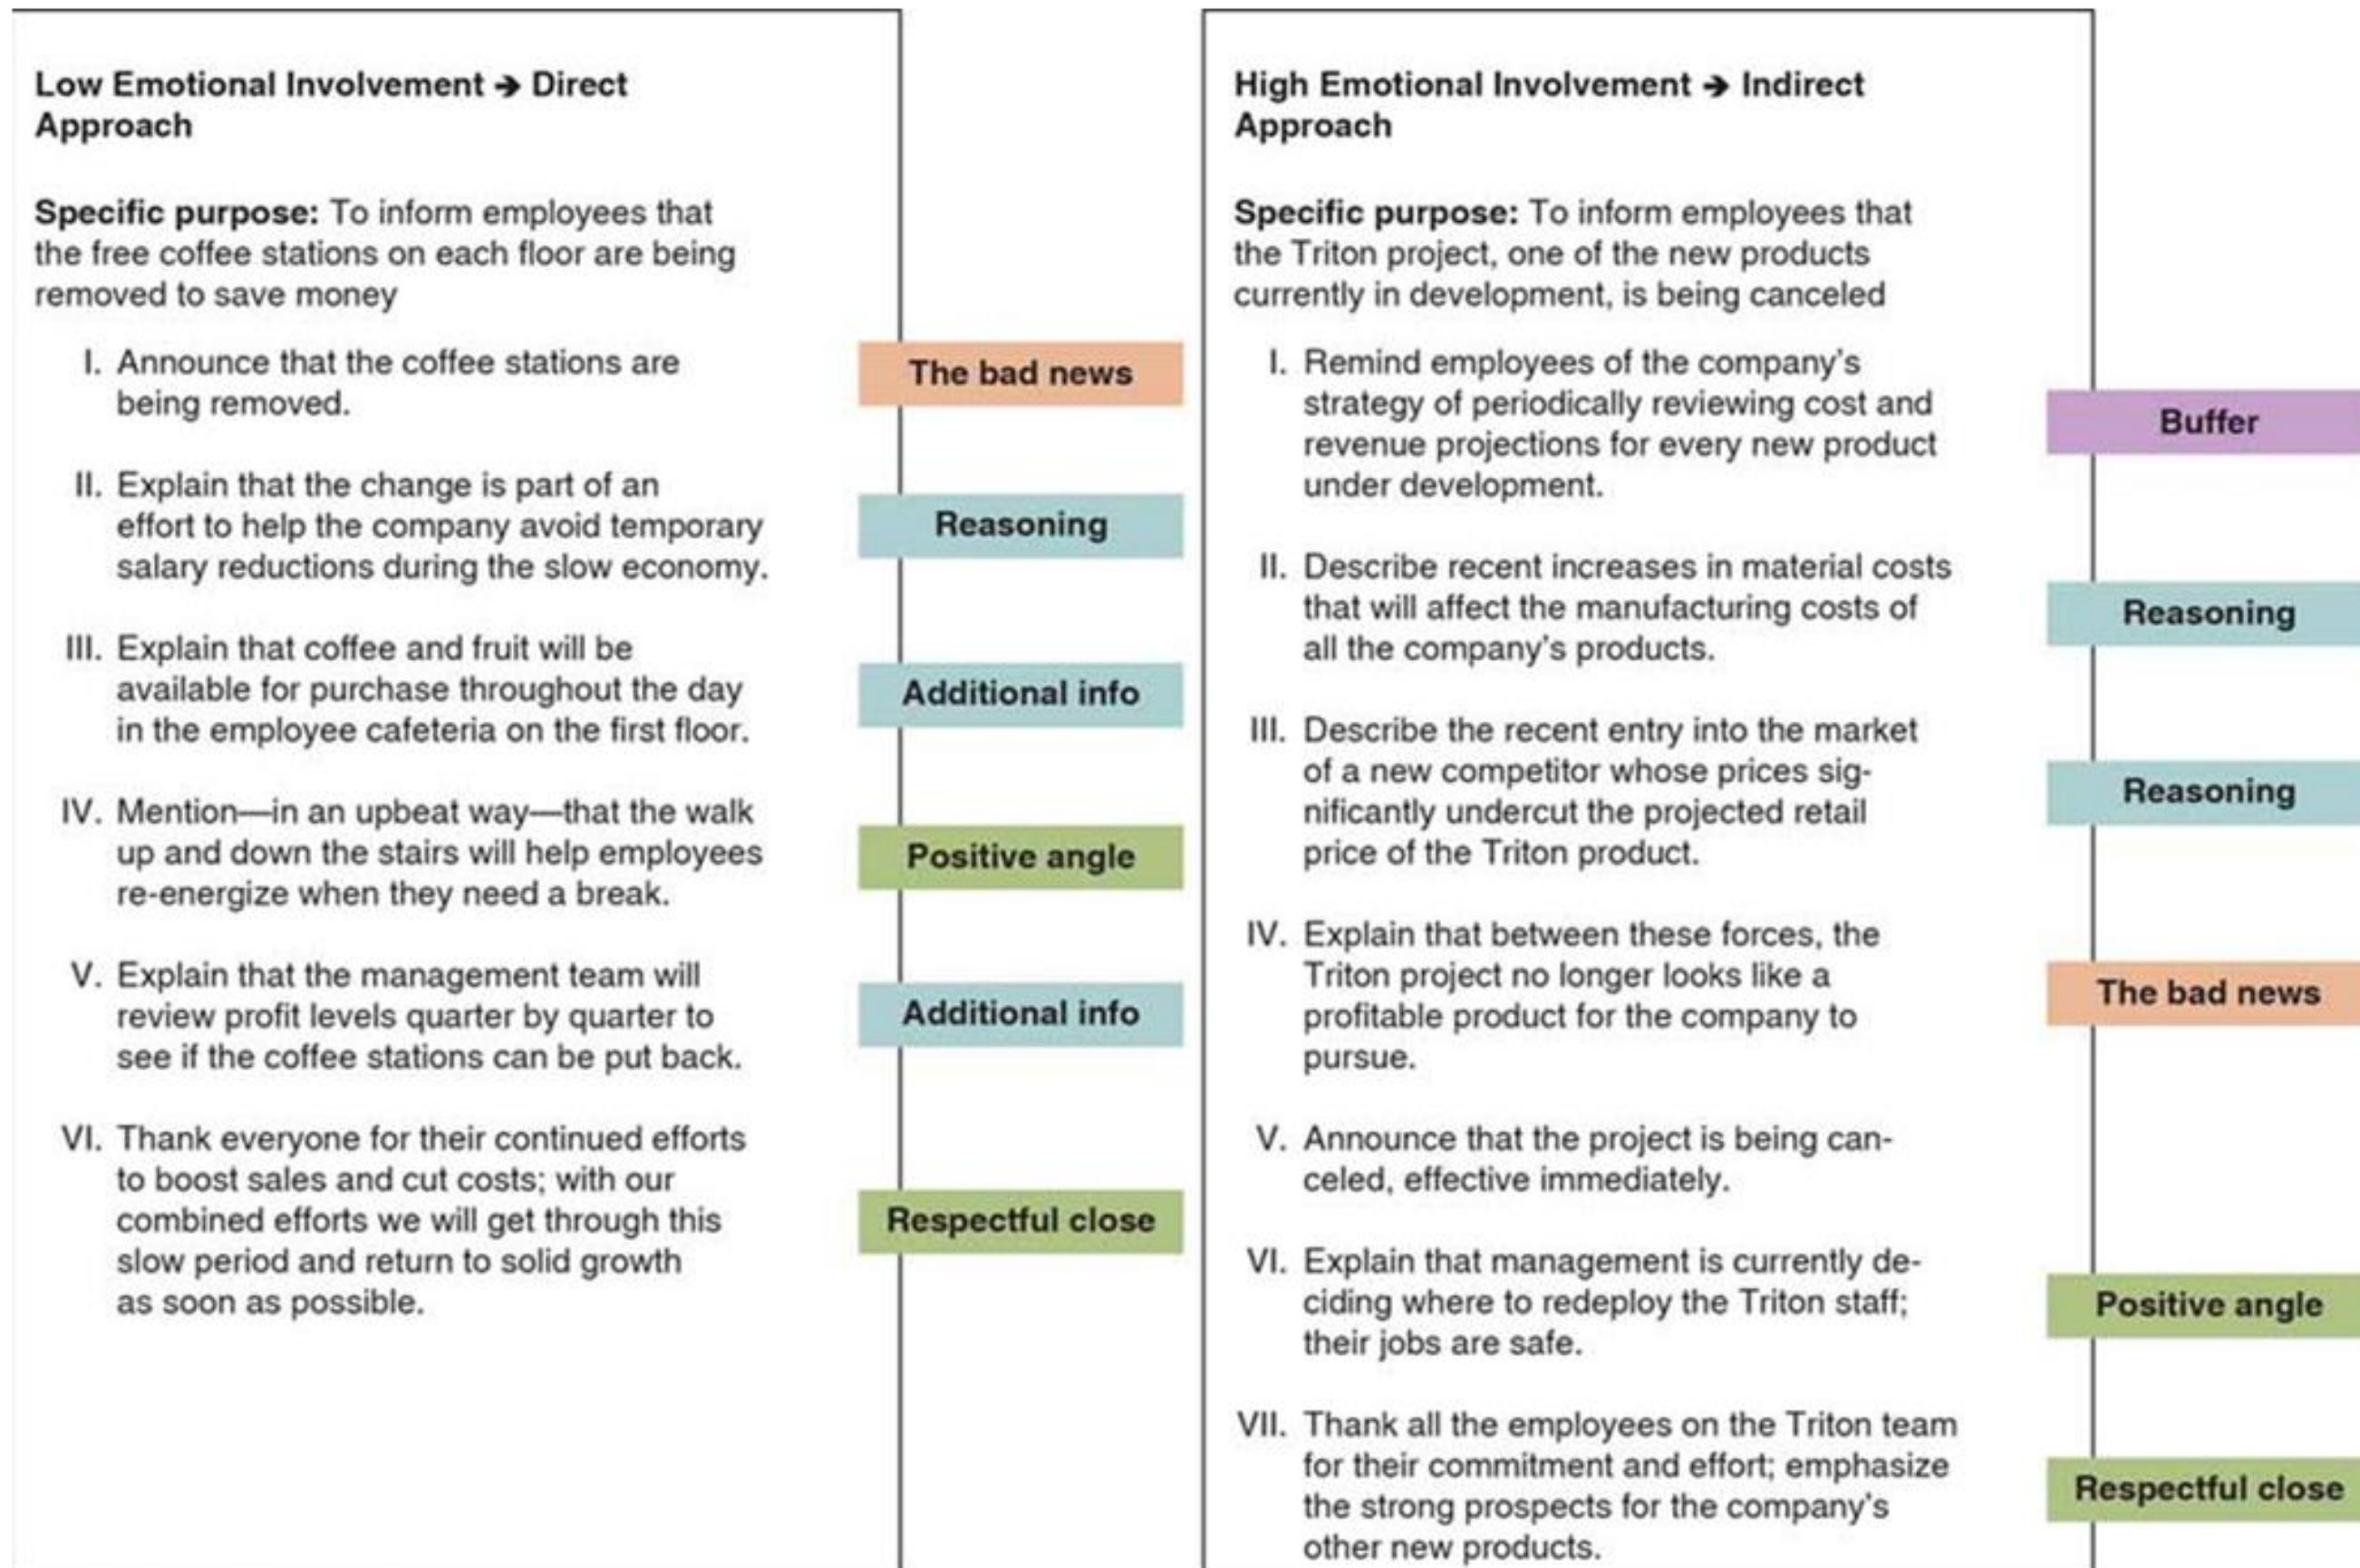 Low Emotional Involvement ➔ Direct
Approach
Specific purpose: To inform employees that
the free coffee stations on each floor are being
removed to save money
I. Announce that the coffee stations are
being removed.
The bad news
II. Explain that the change is part of an
effort to help the company avoid temporary
salary reductions during the slow economy.
Reasoning
III. Explain that coffee and fruit will be
available for purchase throughout the day
in the employee cafeteria on the first floor.
Additional info
IV. Mention—in an upbeat way—that the walk
up and down the stairs will help employees
re-energize when they need a break.
Positive angle
V. Explain that the management team will
review profit levels quarter by quarter to
see if the coffee stations can be put back.
Additional info
VI. Thank everyone for their continued efforts
to boost sales and cut costs; with our
combined efforts we will get through this
slow period and return to solid growth
as soon as possible.
Respectful close
High Emotional Involvement ➔ Indirect
Approach
Specific purpose: To inform employees that
the Triton project, one of the new products
currently in development, is being canceled
I. Remind employees of the company's
strategy of periodically reviewing cost and
revenue projections for every new product
under development.
Buffer
II. Describe recent increases in material costs
that will affect the manufacturing costs of
all the company's products.
Reasoning
III. Describe the recent entry into the market
of a new competitor whose prices sig-
nificantly undercut the projected retail
price of the Triton product.
Reasoning
IV. Explain that between these forces, the
Triton project no longer looks like a
profitable product for the company to
pursue.
The bad news
V. Announce that the project is being can-
celed, effective immediately.
VI. Explain that management is currently de-
ciding where to redeploy the Triton staff;
their jobs are safe.
Positive angle
VII. Thank all the employees on the Triton team
for their commitment and effort; emphasize
the strong prospects for the company's
other new products.
Respectful close